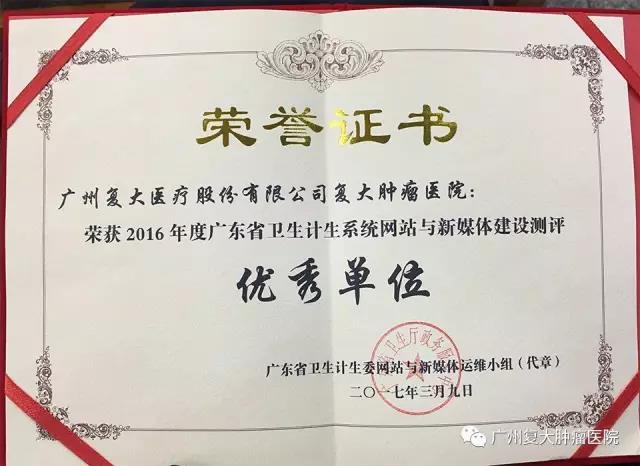 荣誉证书
广州复大医疗股份有限公司复大肿瘤医院：
荣获2016年度广东省卫生计生系统网站与新媒体建设测评
优秀单位
广东省卫生计生委网站与新媒体运维小组（代章）
二〇一七年三月九日
广州复大肿瘤医院